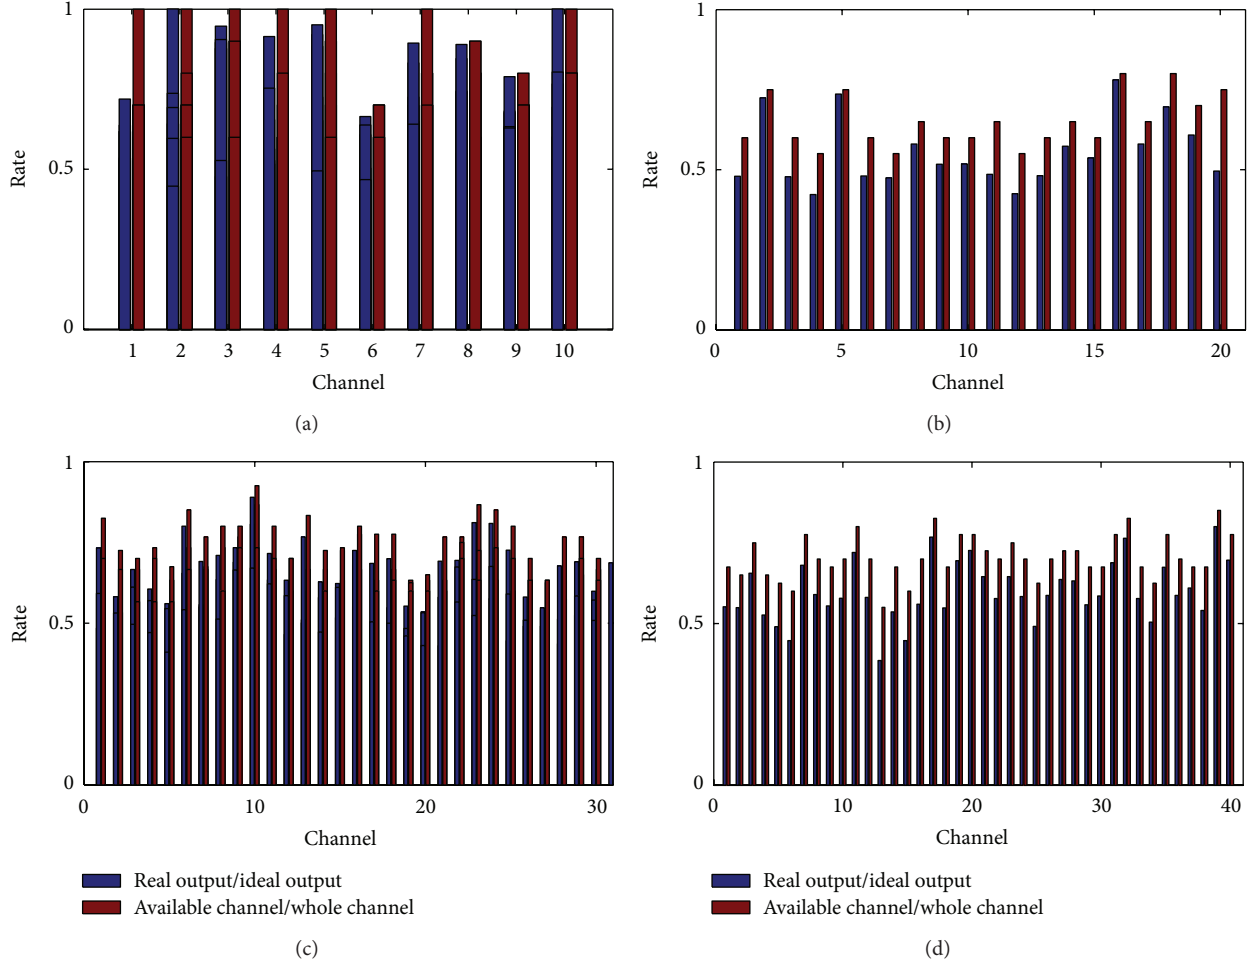 1
0.5
0
Rate
1 2 3 4 5 6 7 8 9 10
Channel
(a)
1
0.5
0
Rate
0 5 10 15 20
Channel
(b)
1
0.5
0
Rate
0 10 20 30
Channel
Real output/ideal output
Available channel/whole channel
(c)
1
0.5
0
Rate
0 10 20 30 40
Channel
Real output/ideal output
Available channel/whole channel
(d)